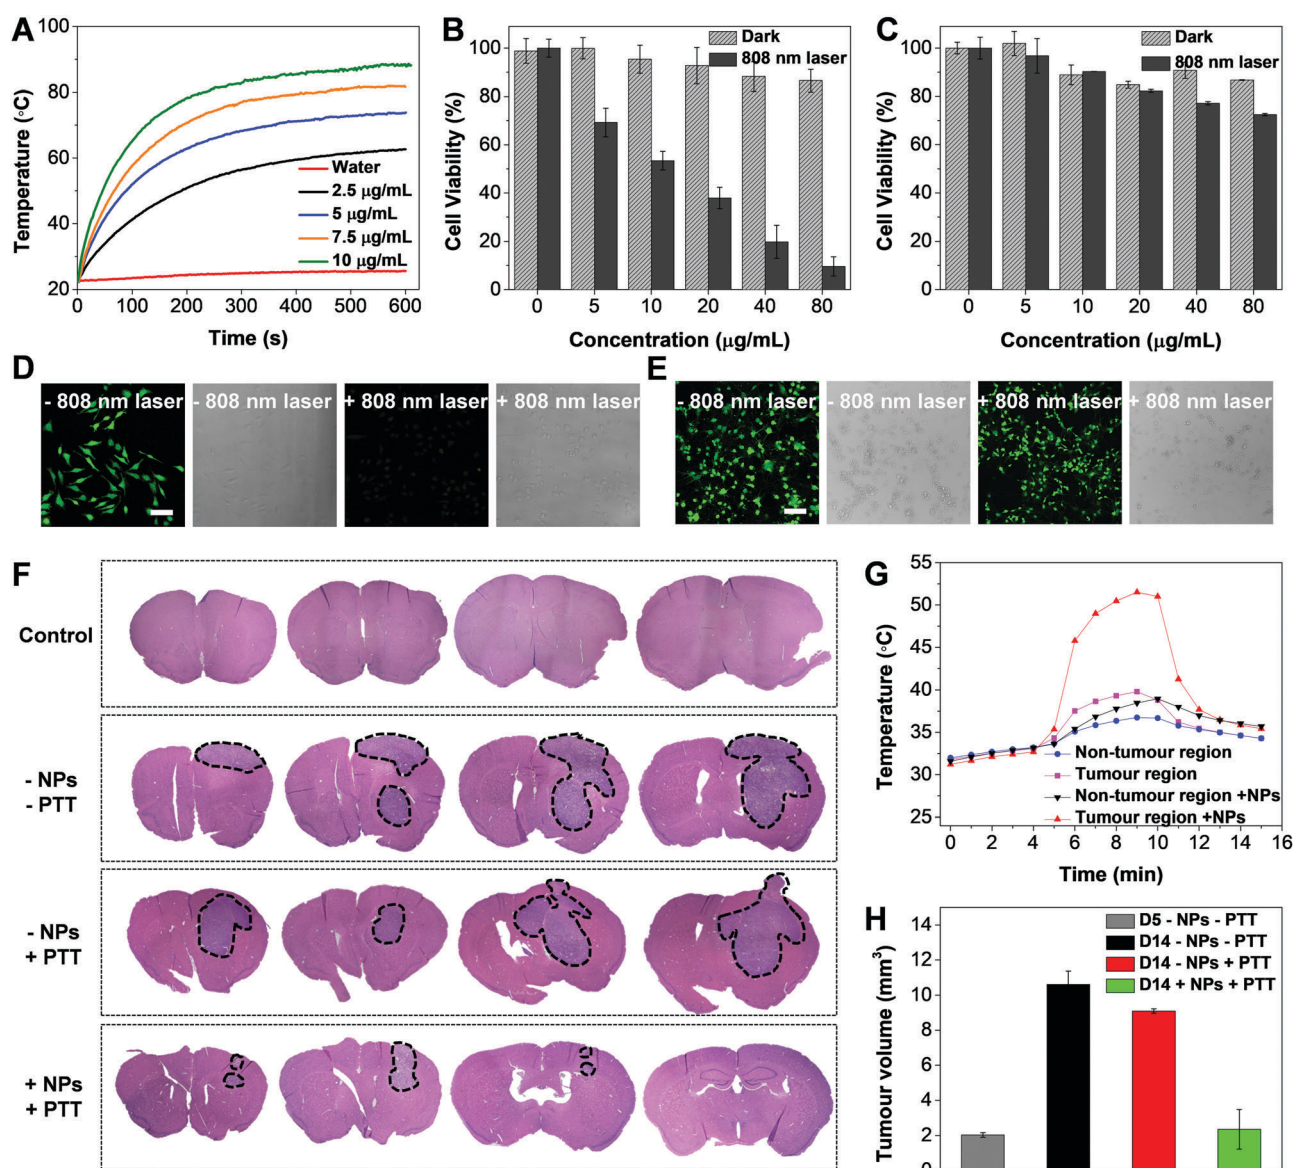 A
100
80
60
40
20
Temperature (°C)
0 100 200 300 400 500 600
Time (s)
Water
2.5 µg/mL
5 µg/mL
7.5 µg/mL
10 µg/mL
B
100
80
60
40
20
0
Cell Viability (%)
Dark
808 nm laser
0 5 10 20 40 80
Concentration (µg/mL)
C
100
80
60
40
20
0
Cell Viability (%)
Dark
808 nm laser
0 5 10 20 40 80
Concentration (µg/mL)
D
- 808 nm laser
- 808 nm laser
+ 808 nm laser
+ 808 nm laser
E
- 808 nm laser
- 808 nm laser
+ 808 nm laser
+ 808 nm laser
F
Control
- NPs
- PTT
- NPs
+ PTT
+ NPs
+ PTT
G
55
50
45
40
35
30
25
Temperature (°C)
Non-tumour region
Tumour region
Non-tumour region +NPs
Tumour region +NPs
0 2 4 6 8 10 12 14 16
Time (min)
H
14
12
10
8
6
4
2
0
Tumour volume (mm³)
D5 - NPs - PTT
D14 - NPs - PTT
D14 - NPs + PTT
D14 + NPs + PTT